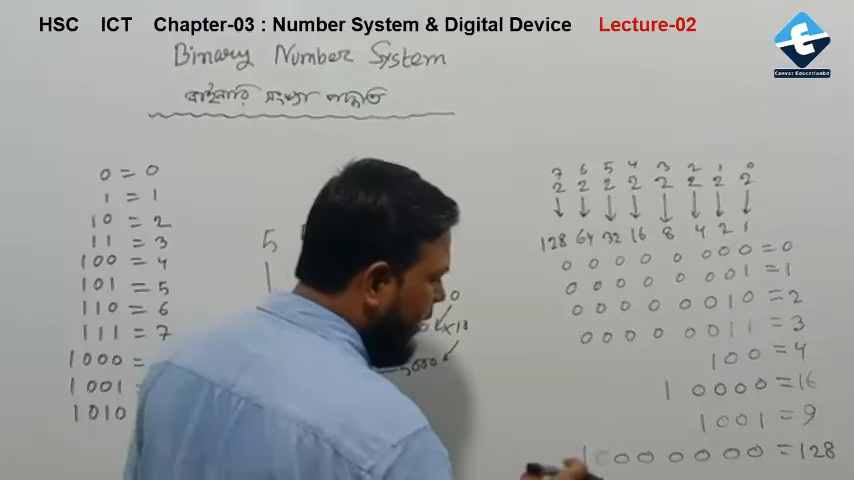 HSC ICT Chapter-03 : Number System & Digital Device Lecture-02
Canvas Educationbd
Binary Number System
বাইনারি সংখ্যা পদ্ধতি
0 = 0
1 = 1
10 = 2
11 = 3
100 = 4
101 = 5
110 = 6
111 = 7
1000 =
1001
1010
5
0
×10
5000
7 6 5 4 3 2 1 0
2 2 2 2 2 2 2 2
↓ ↓ ↓ ↓ ↓ ↓ ↓ ↓
128 64 32 16 8 4 2 1
0 0 0 0 0 0 0 0 = 0
0 0 0 0 0 0 0 1 = 1
0 0 0 0 0 0 1 0 = 2
0 0 0 0 0 0 1 1 = 3
1 0 0 = 4
1 0 0 0 0 = 16
1 0 0 1 = 9
1 0 0 0 0 0 0 0 = 128